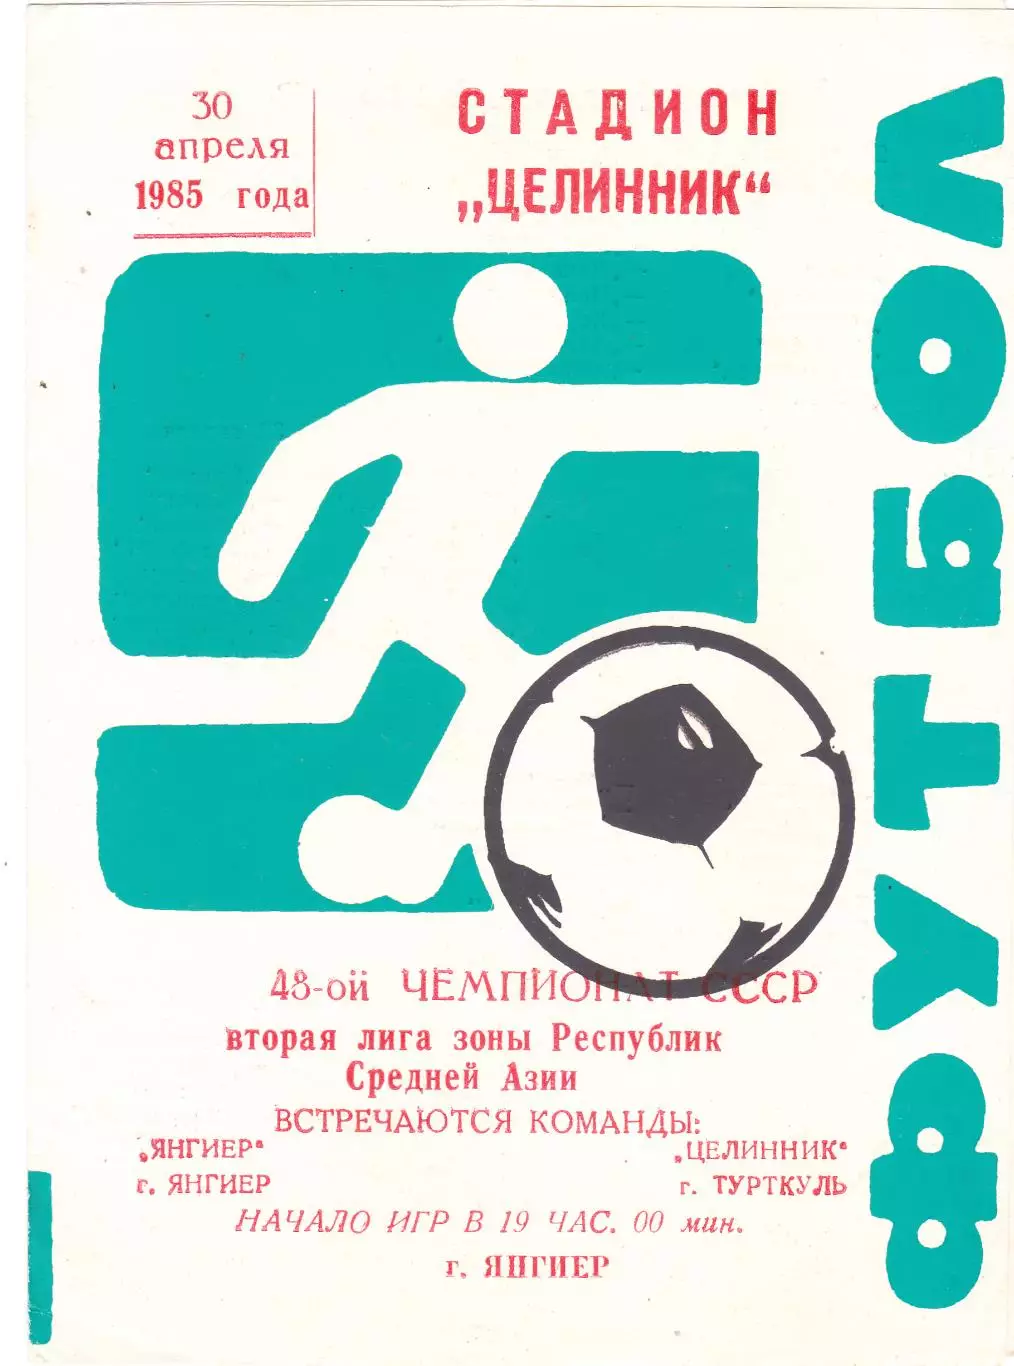 30
апреля
1985 года
СТАДИОН
„ЦЕЛИННИК“
ФУТБОЛ
48-ой ЧЕМПИОНАТ СССР
вторая лига зоны Республик
Средней Азии
ВСТРЕЧАЮТСЯ КОМАНДЫ:
„ЯНГИЕР“
г. ЯНГИЕР
„ЦЕЛИННИК“
г. ТУРТКУЛЬ
НАЧАЛО ИГР В 19 ЧАС. 00 мин.
г. ЯНГИЕР